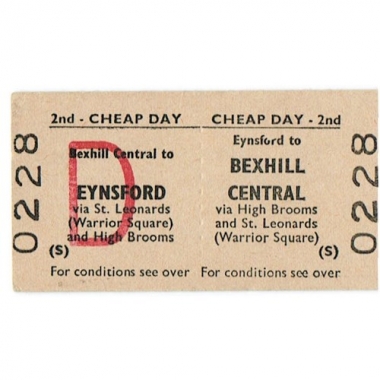 0228
2nd - CHEAP DAY
D
Bexhill Central to
EYNSFORD
via St. Leonards
(Warrior Square)
and High Brooms
(S)
For conditions see over
CHEAP DAY - 2nd
Eynsford to
BEXHILL
CENTRAL
via High Brooms
and St. Leonards
(Warrior Square)
(S)
For conditions see over
0228